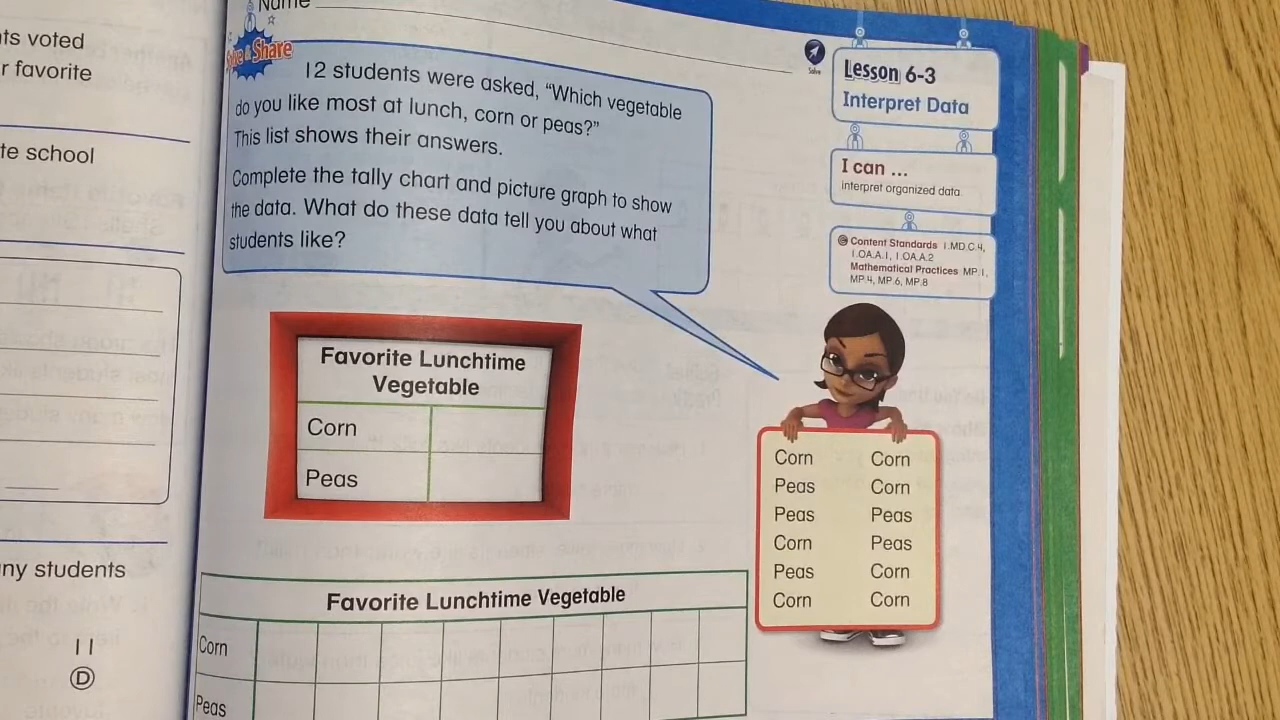 ts voted
r favorite
te school
ny students
11
D
Name
Solve & Share
12 students were asked, “Which vegetable
do you like most at lunch, corn or peas?”
This list shows their answers.
Complete the tally chart and picture graph to show
the data. What do these data tell you about what
students like?
Solve
Lesson 6-3
Interpret Data
I can ...
interpret organized data.
Content Standards 1.MD.C.4,
1.OA.A.1, 1.OA.A.2
Mathematical Practices MP.1,
MP.4, MP.6, MP.8
Favorite Lunchtime
Vegetable
Corn
Peas
Corn Corn
Peas Corn
Peas Peas
Corn Peas
Peas Corn
Corn Corn
Favorite Lunchtime Vegetable
Corn
Peas